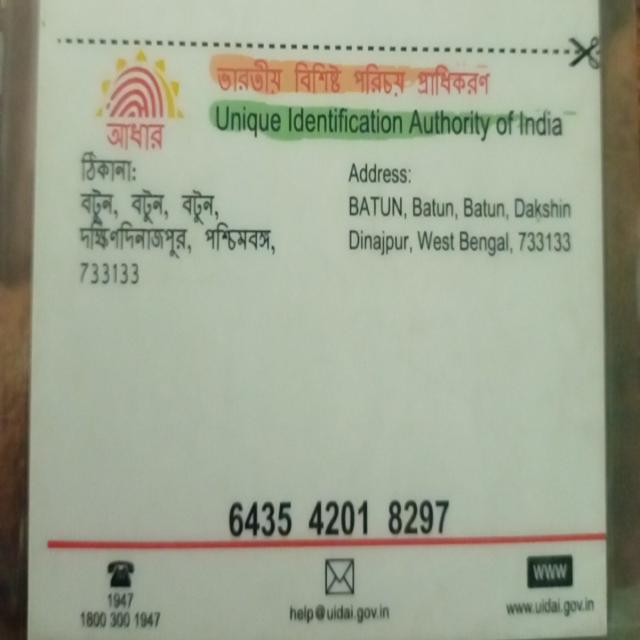 ভারতীয় বিশিষ্ট পরিচয় প্রাধিকরণ
Unique Identification Authority of India
আধার
ঠিকানা:
বটুন, বটুন, বটুন,
দক্ষিণদিনাজপুর, পশ্চিমবঙ্গ,
733133
Address:
BATUN, Batun, Batun, Dakshin
Dinajpur, West Bengal, 733133
6435 4201 8297
1947
1800 300 1947
help@uidai.gov.in
WWW
www.uidai.gov.in